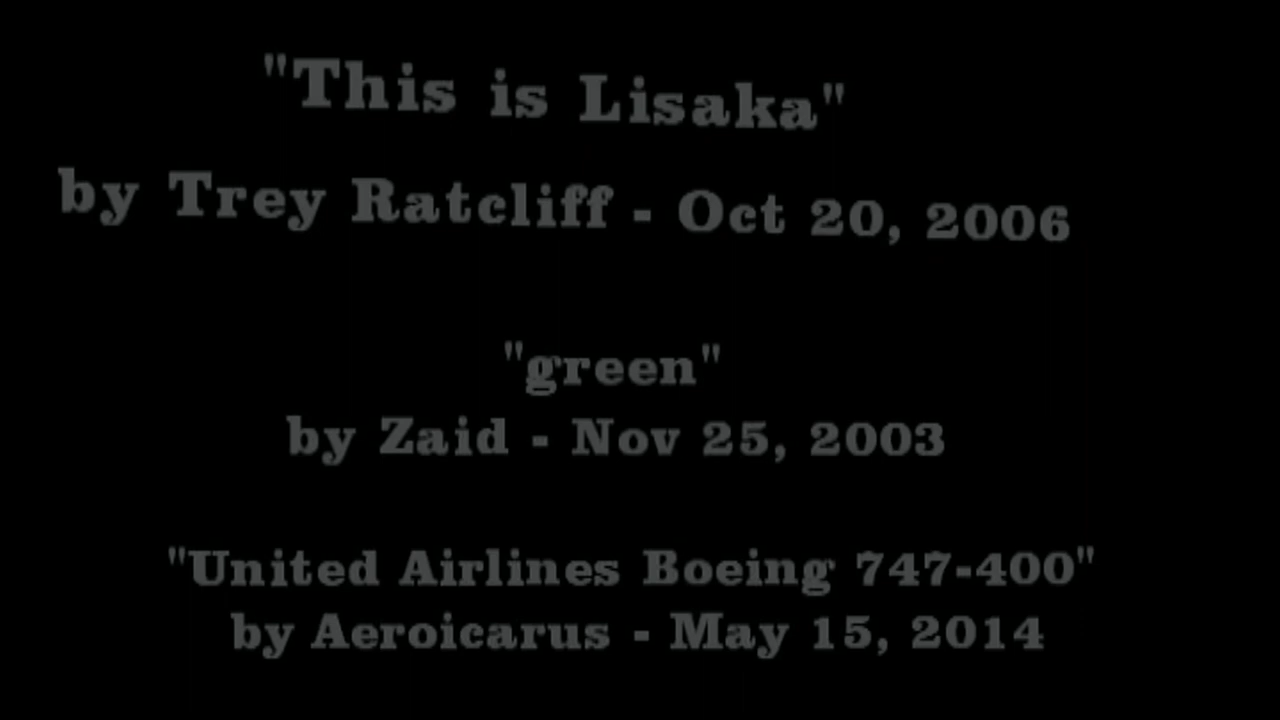 "This is Lisaka"
by Trey Ratcliff - Oct 20, 2006
"green"
by Zaid - Nov 25, 2003
"United Airlines Boeing 747-400"
by Aeroicarus - May 15, 2014